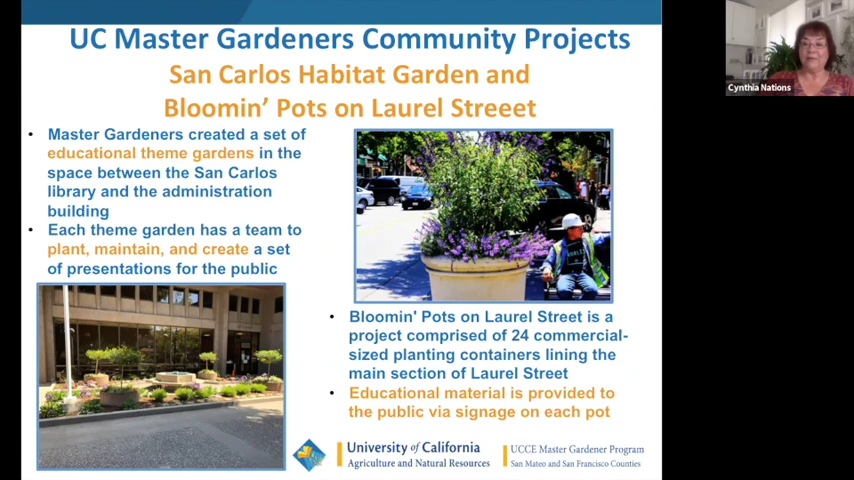 UC Master Gardeners Community Projects
San Carlos Habitat Garden and
Bloomin' Pots on Laurel Streeet
• Master Gardeners created a set of
educational theme gardens in the
space between the San Carlos
library and the administration
building
• Each theme garden has a team to
plant, maintain, and create a set
of presentations for the public
• Bloomin' Pots on Laurel Street is a
project comprised of 24 commercial-
sized planting containers lining the
main section of Laurel Street
• Educational material is provided to
the public via signage on each pot
University of California
Agriculture and Natural Resources
UCCE Master Gardener Program
San Mateo and San Francisco Counties
Cynthia Nations